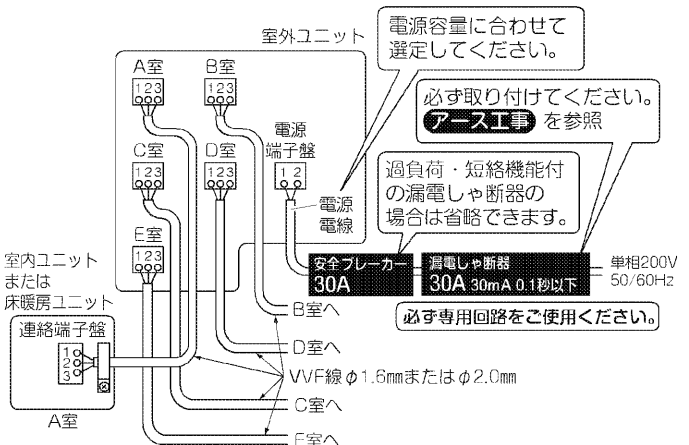 室外ユニット
電源容量に合わせて
選定してください。
A室
123
B室
123
必ず取り付けてください。
アース工事 を参照
電源
端子盤
1 2
C室
123
D室
123
過負荷・短絡機能付
の漏電しゃ断器の
場合は省略できます。
電源
電線
E室
123
安全ブレーカー
30A
漏電しゃ断器
30A 30mA 0.1秒以下
単相200V
50/60Hz
室内ユニット
または
床暖房ユニット
連絡端子盤
1
2
3
A室
必ず専用回路をご使用ください。
B室へ
D室へ
VVF線φ1.6mmまたはφ2.0mm
C室へ
E室へ